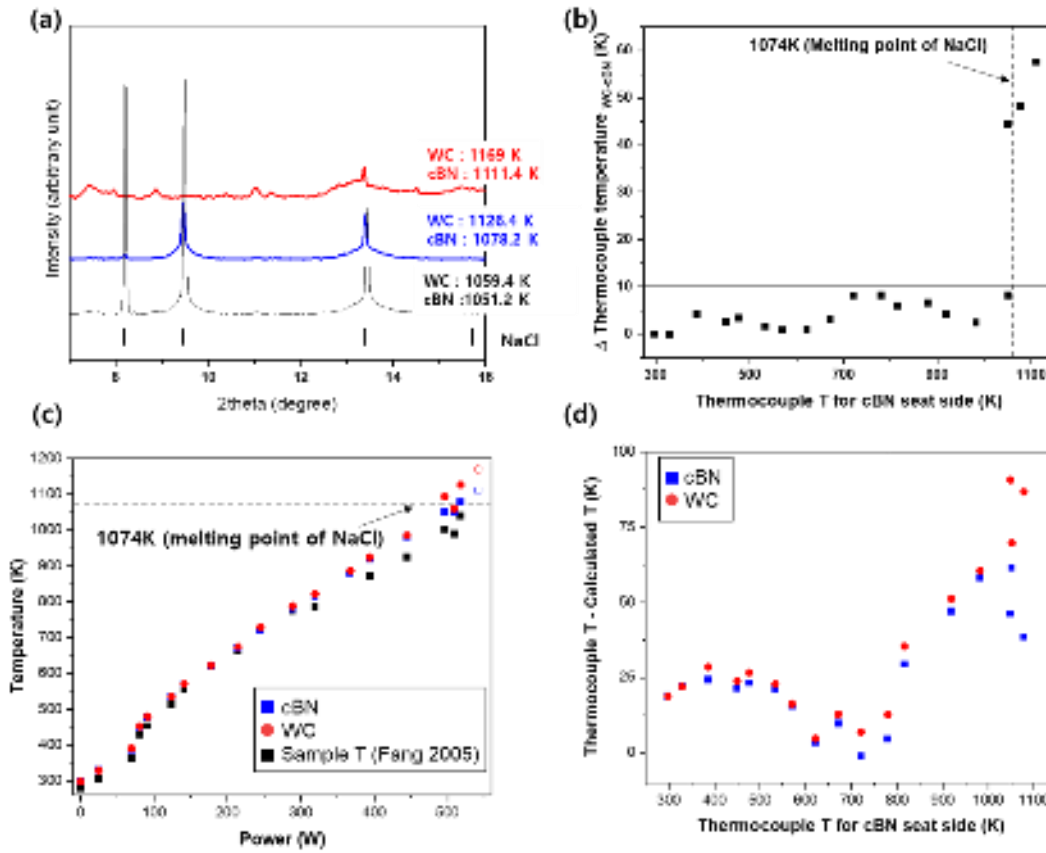 (a)
Intensity (arbitrary unit)
WC : 1169 K
cBN : 1111.4 K
WC : 1126.4 K
cBN : 1078.2 K
WC : 1059.4 K
cBN :1051.2 K
NaCl
8 10 12 14 16
2theta (degree)
(b)
1074K (Melting point of NaCl)
Δ Thermocouple temperature WC-cBN (K)
60
50
40
30
20
10
0
300 500 700 900 1100
Thermocouple T for cBN seat side (K)
(c)
1200
1100
1000
900
800
700
600
500
400
300
Temperature (K)
1074K (melting point of NaCl)
cBN
WC
Sample T (Fang 2005)
0 100 200 300 400 500
Power (W)
(d)
100
75
50
25
0
Thermocouple T - Calculated T (K)
cBN
WC
300 400 500 600 700 800 900 1000 1100
Thermocouple T for cBN seat side (K)